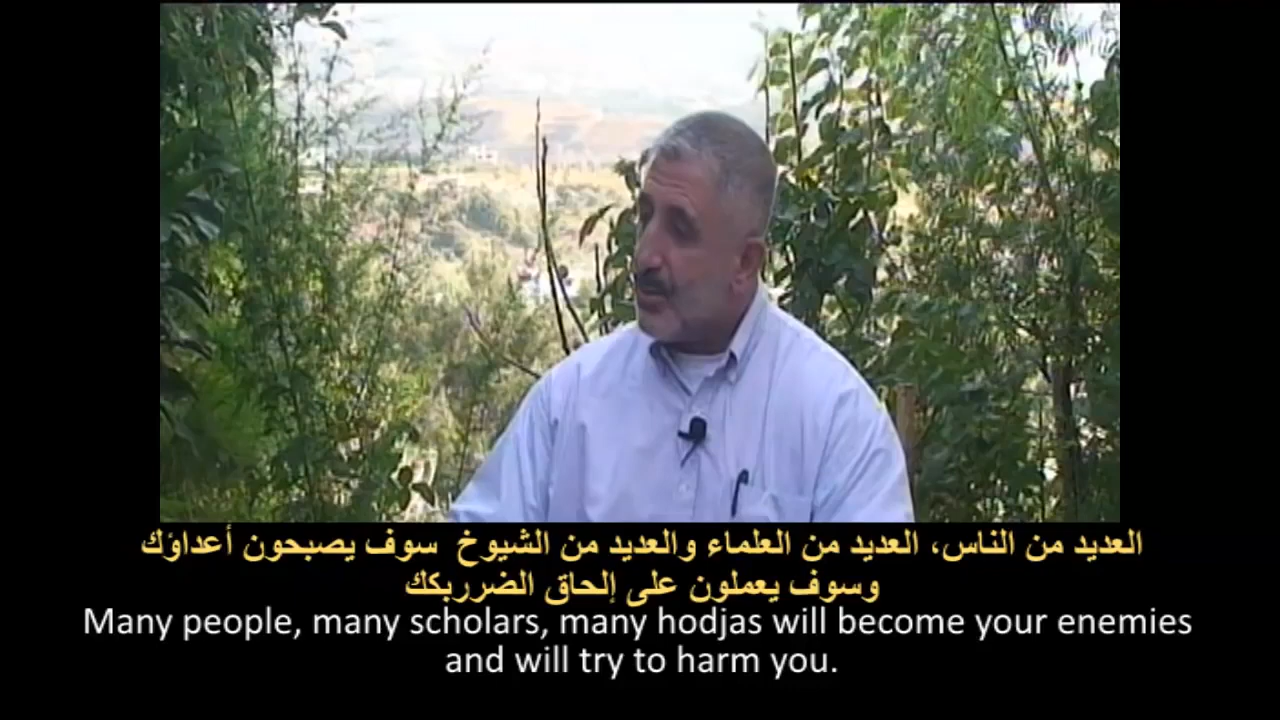 العديد من الناس، العديد من العلماء والعديد من الشيوخ سوف يصبحون أعداؤك
وسوف يعملون على إلحاق الضرربكك
Many people, many scholars, many hodjas will become your enemies
and will try to harm you.